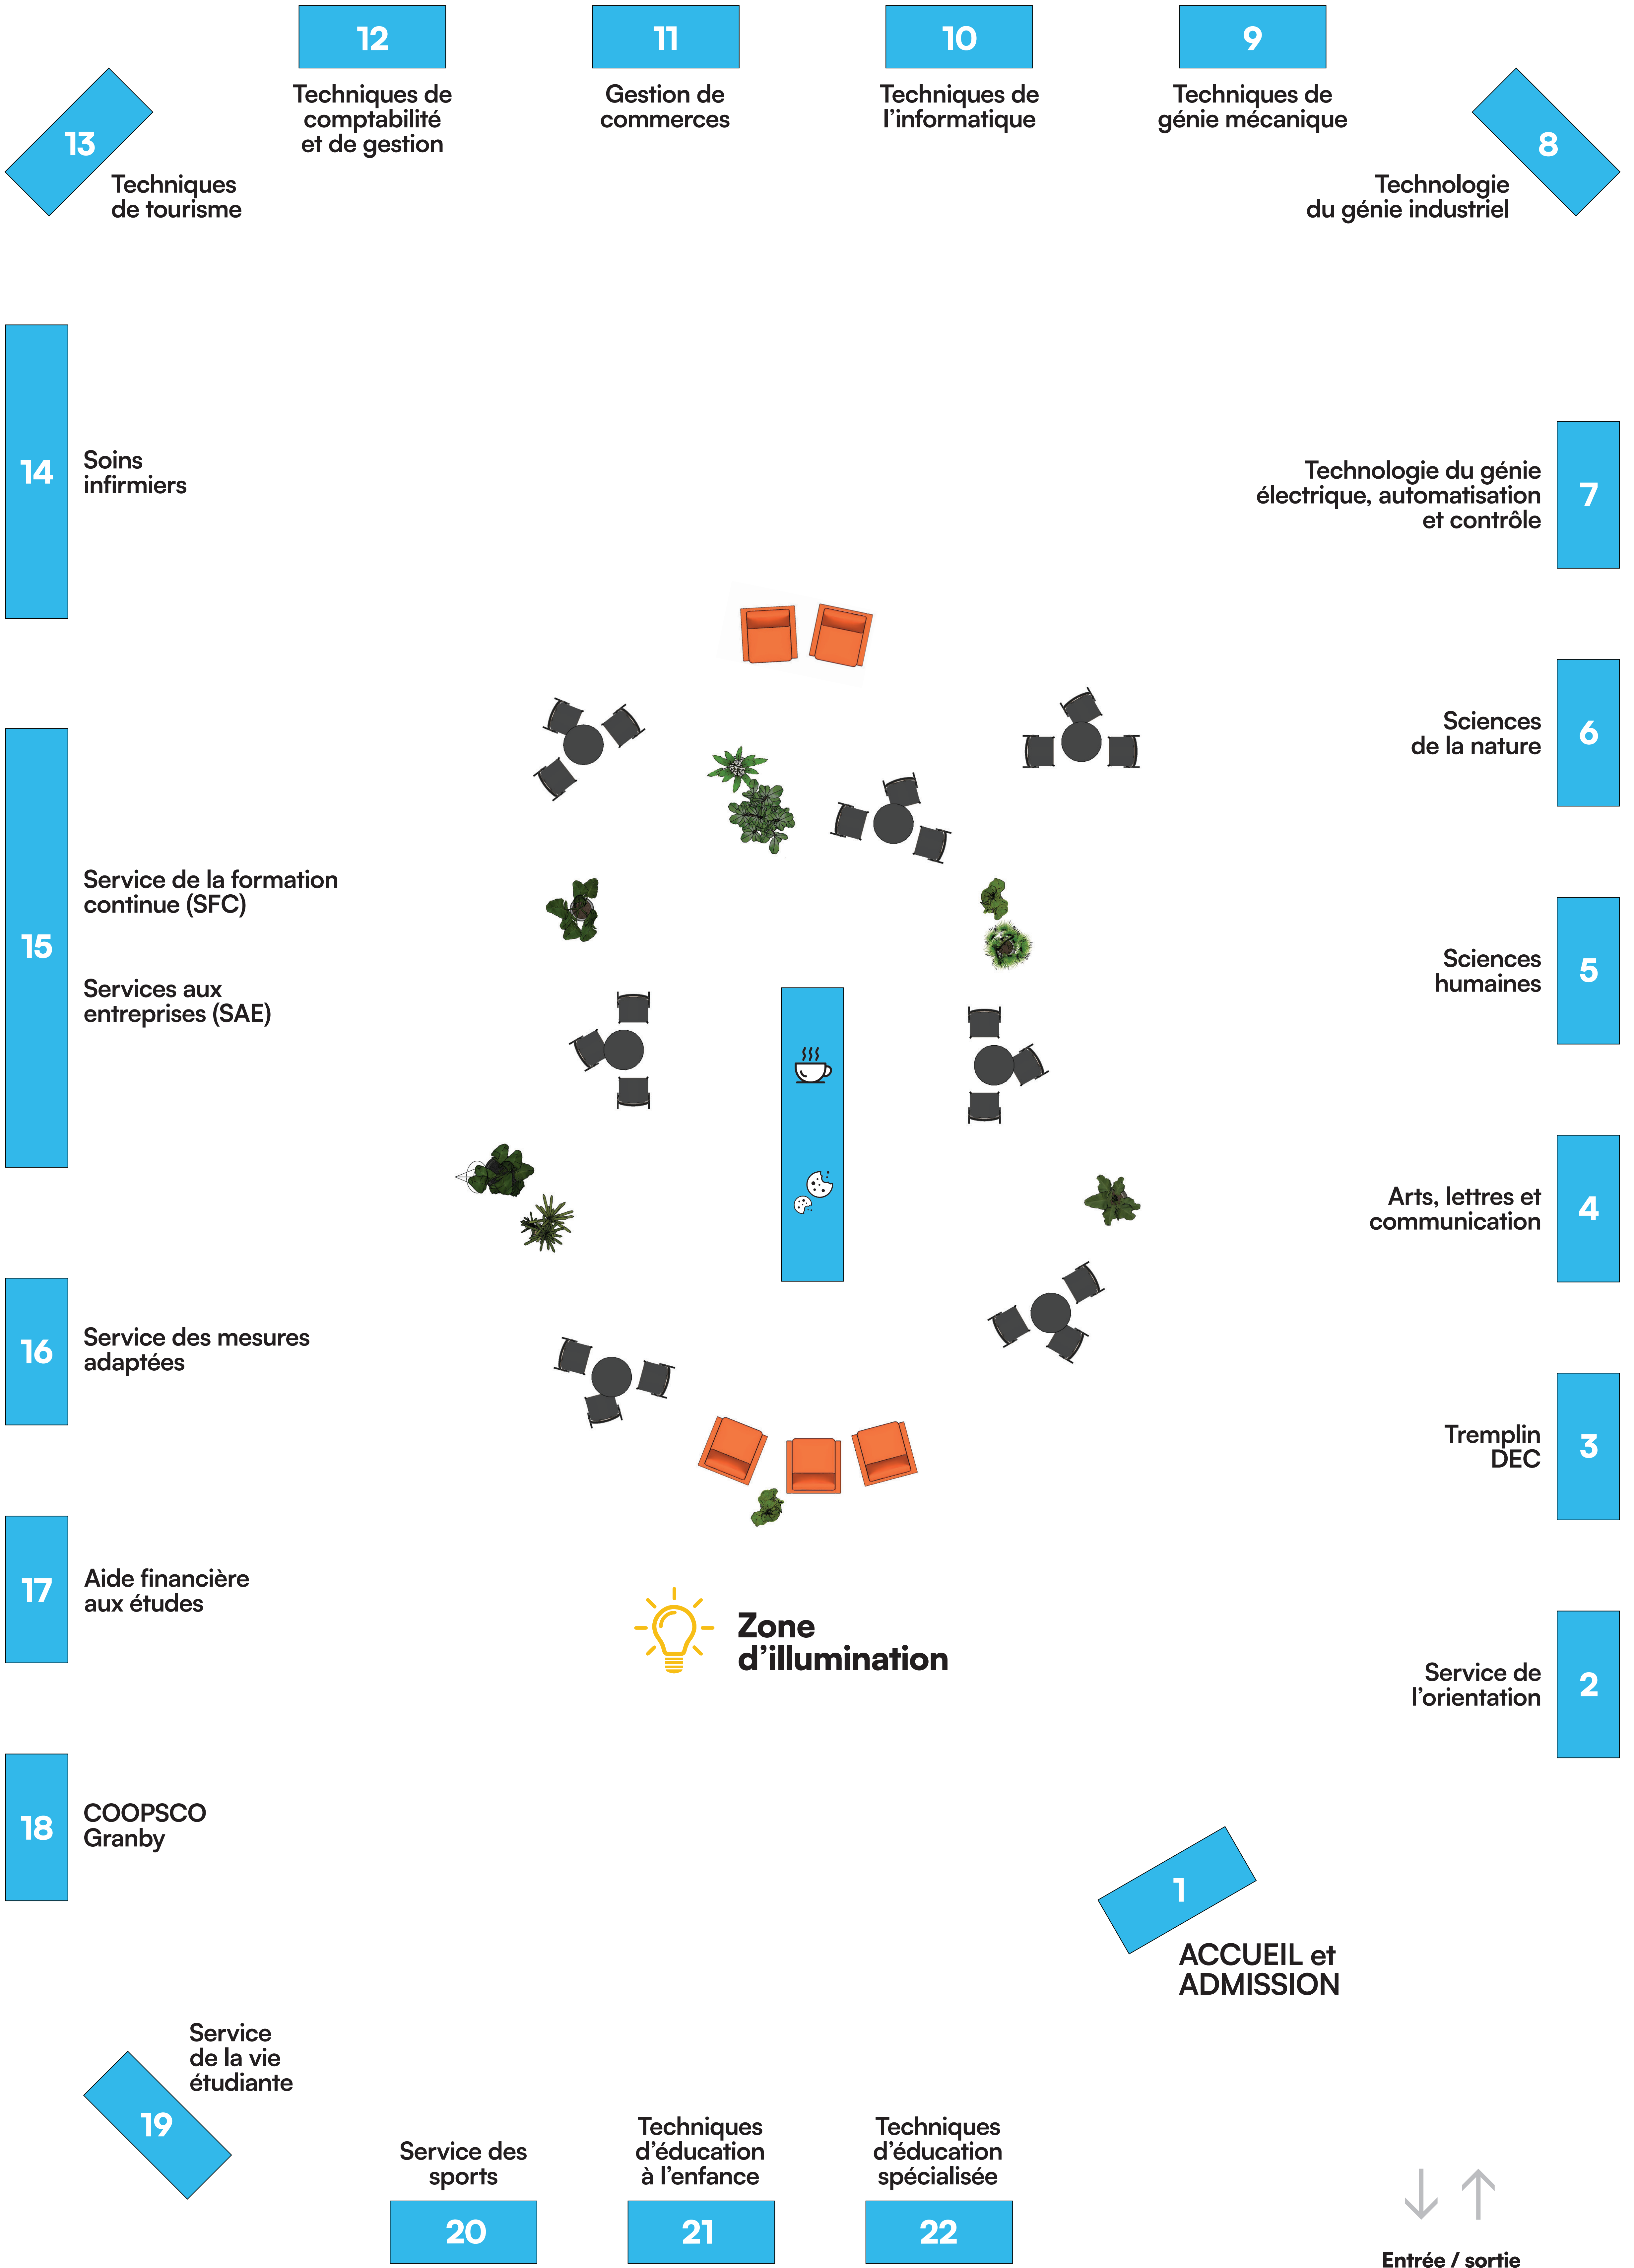 12
Techniques de
comptabilité
et de gestion
11
Gestion de
commerces
10
Techniques de
l’informatique
9
Techniques de
génie mécanique
13
Techniques
de tourisme
8
Technologie
du génie industriel
14
Soins
infirmiers
7
Technologie du génie
électrique, automatisation
et contrôle
6
Sciences
de la nature
15
Service de la formation
continue (SFC)
Services aux
entreprises (SAE)
5
Sciences
humaines
4
Arts, lettres et
communication
16
Service des mesures
adaptées
3
Tremplin
DEC
17
Aide financière
aux études
Zone
d’illumination
2
Service de
l’orientation
18
COOPSCO
Granby
1
ACCUEIL et
ADMISSION
19
Service
de la vie
étudiante
Service des
sports
20
Techniques
d’éducation
à l’enfance
21
Techniques
d’éducation
spécialisée
22
Entrée / sortie